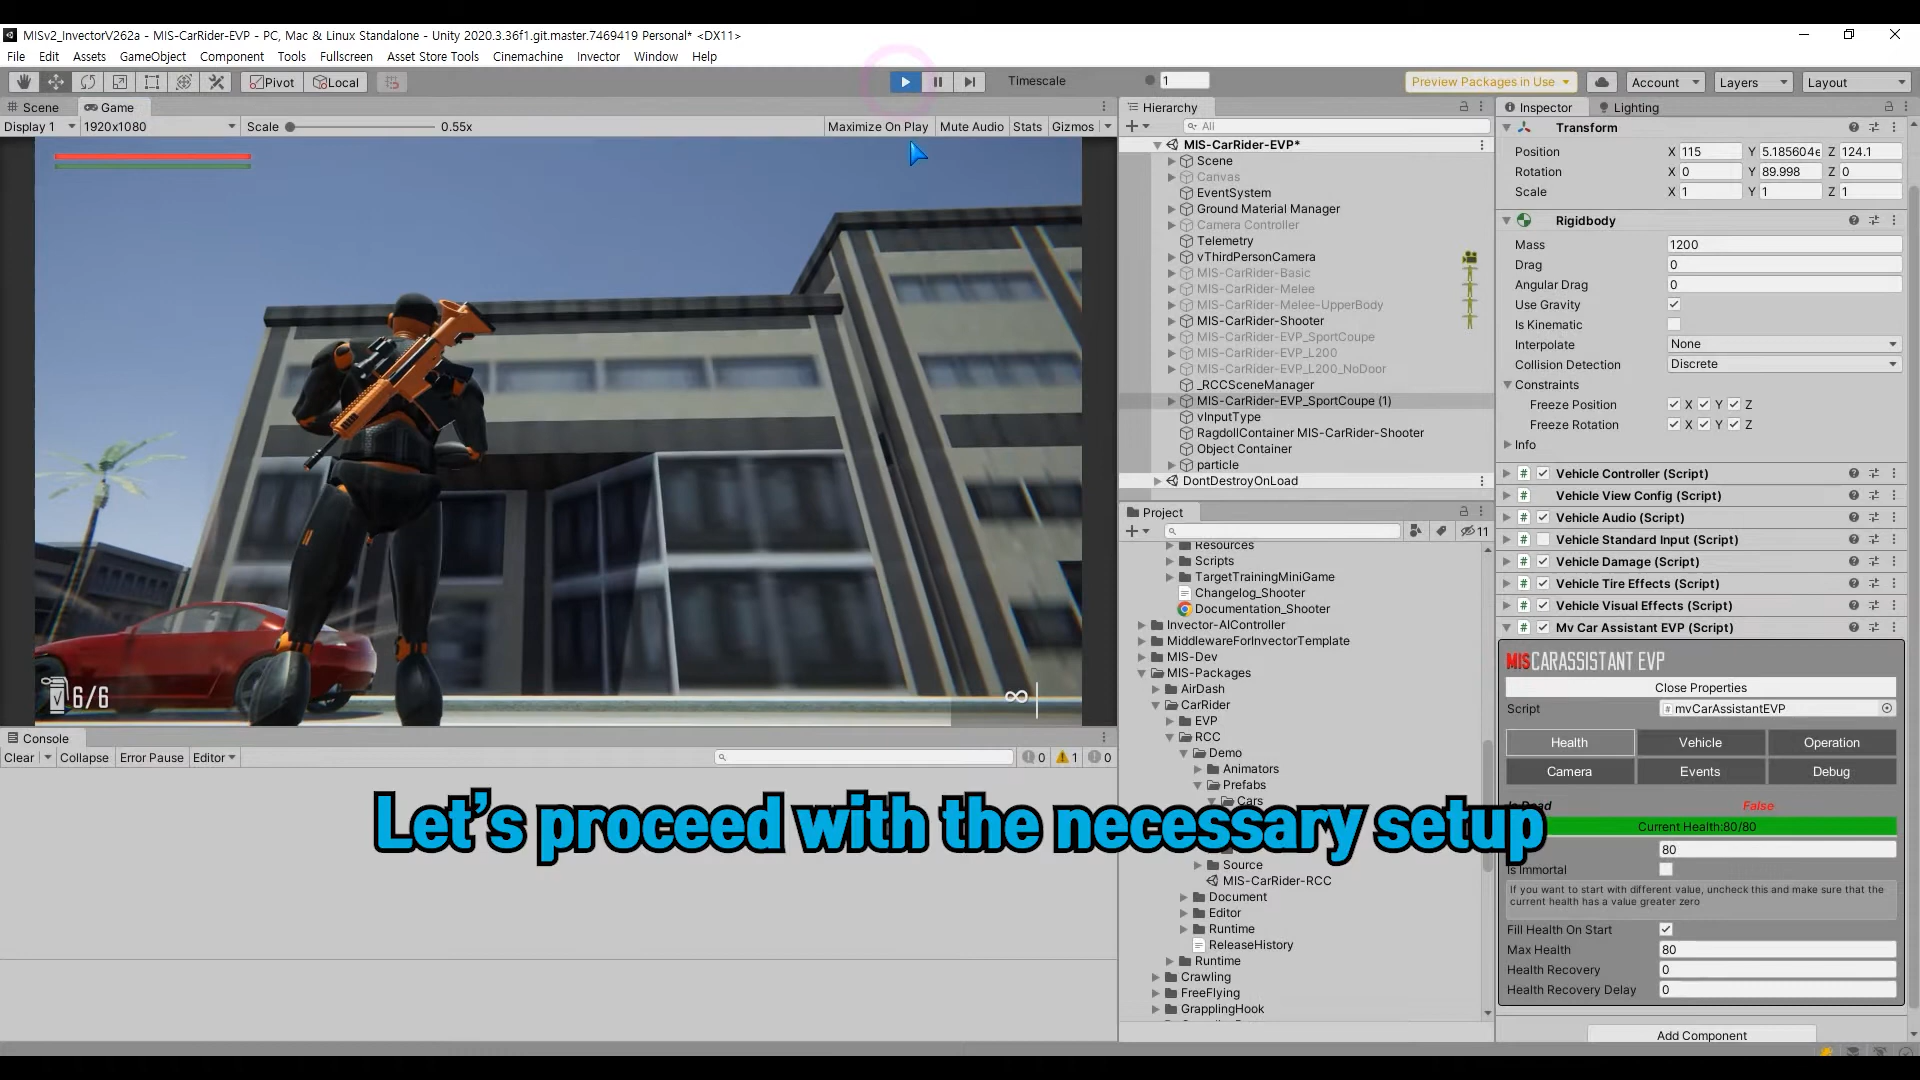 MISv2_InvectorV262a - MIS-CarRider-EVP - PC, Mac & Linux Standalone - Unity 2020.3.36f1.git.master.7469419 Personal* <DX11>
File Edit Assets GameObject Component Tools Fullscreen Asset Store Tools Cinemachine Invector Window Help
Pivot Local Timescale 1 Preview Packages in Use Account Layers Layout
Scene Game
Display 1 1920x1080 Scale 0.55x Maximize On Play Mute Audio Stats Gizmos
6/6
∞
Console
Clear Collapse Error Pause Editor 0 1 0
Let's proceed with the necessary setup
Hierarchy
All
MIS-CarRider-EVP*
Scene
Canvas
EventSystem
Ground Material Manager
Camera Controller
Telemetry
vThirdPersonCamera
MIS-CarRider-Basic
MIS-CarRider-Melee
MIS-CarRider-Melee-UpperBody
MIS-CarRider-Shooter
MIS-CarRider-EVP_SportCoupe
MIS-CarRider-EVP_L200
MIS-CarRider-EVP_L200_NoDoor
_RCCSceneManager
MIS-CarRider-EVP_SportCoupe (1)
vInputType
RagdollContainer MIS-CarRider-Shooter
Object Container
particle
DontDestroyOnLoad
Project
11
Resources
Scripts
TargetTrainingMiniGame
Changelog_Shooter
Documentation_Shooter
Invector-AIController
MiddlewareForInvectorTemplate
MIS-Dev
MIS-Packages
AirDash
CarRider
EVP
RCC
Demo
Animators
Prefabs
Cars
Source
MIS-CarRider-RCC
Document
Editor
Runtime
ReleaseHistory
Runtime
Crawling
FreeFlying
GrapplingHook
Inspector Lighting
Transform
Position X 115 Y 5.185604e Z 124.1
Rotation X 0 Y 89.998 Z 0
Scale X 1 Y 1 Z 1
Rigidbody
Mass 1200
Drag 0
Angular Drag 0
Use Gravity
Is Kinematic
Interpolate None
Collision Detection Discrete
Constraints
Freeze Position X Y Z
Freeze Rotation X Y Z
Info
Vehicle Controller (Script)
Vehicle View Config (Script)
Vehicle Audio (Script)
Vehicle Standard Input (Script)
Vehicle Damage (Script)
Vehicle Tire Effects (Script)
Vehicle Visual Effects (Script)
Mv Car Assistant EVP (Script)
MISCARASSISTANT EVP
Close Properties
Script mvCarAssistantEVP
Health Vehicle Operation
Camera Events Debug
Is Dead False
Current Health:80/80
80
Is Immortal
If you want to start with different value, uncheck this and make sure that the
current health has a value greater zero
Fill Health On Start
Max Health 80
Health Recovery 0
Health Recovery Delay 0
Add Component